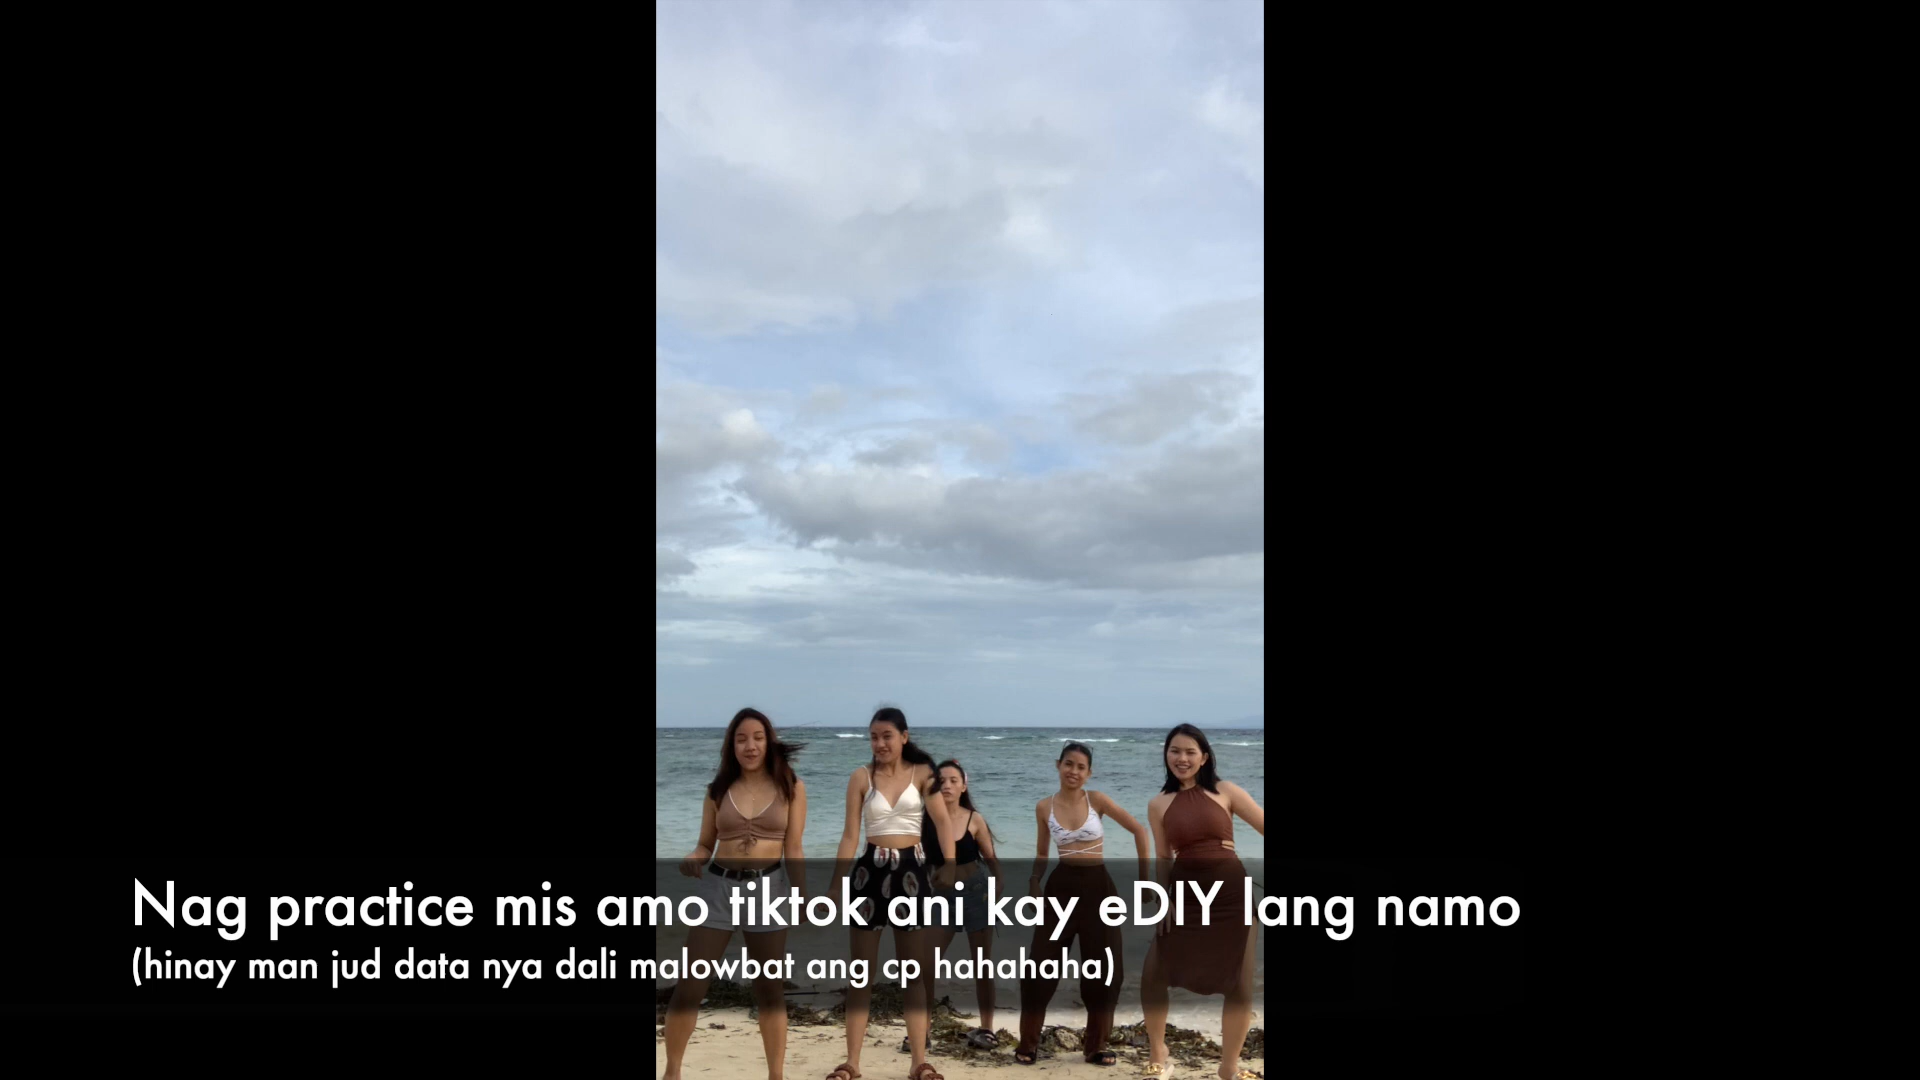 Nag practice mis amo tiktok ani kay eDIY lang namo
(hinay man jud data nya dali malowbat ang cp hahahaha)